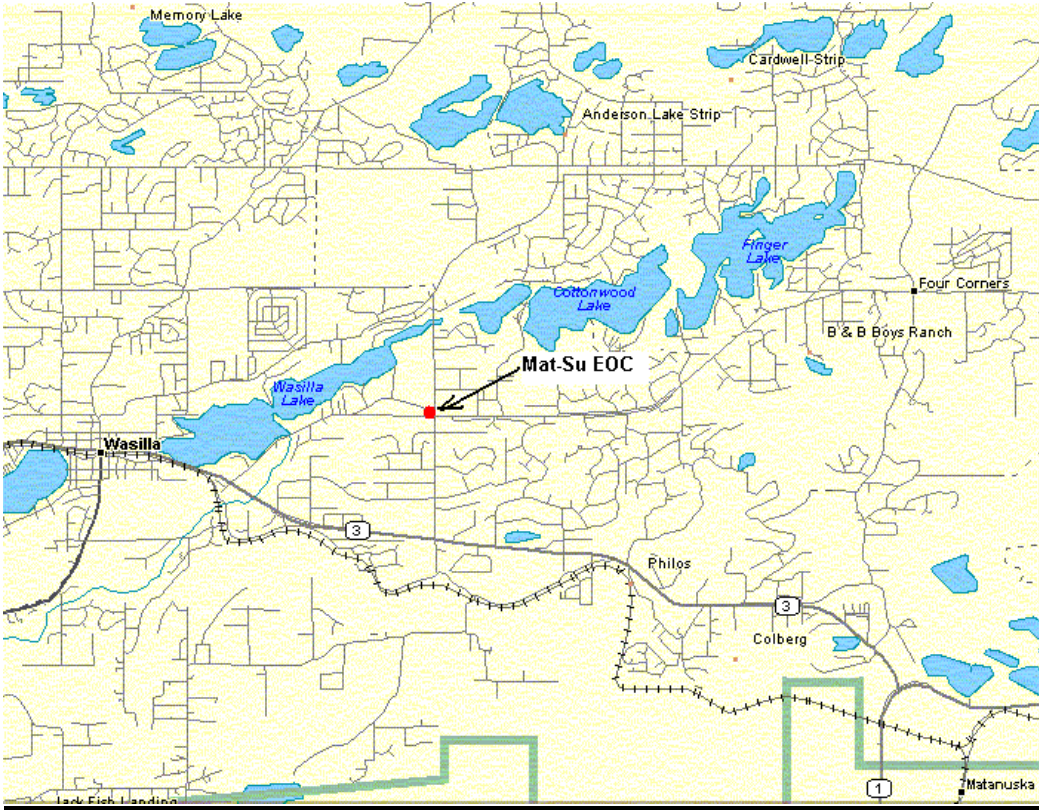 Memory Lake
Cardwell Strip
Anderson Lake Strip
Finger
Lake
Four Corners
Cottonwood
Lake
B & B Boys Ranch
Mat-Su EOC
Wasilla
Lake
Wasilla
3
Philos
3
Colberg
Jack Fish Landing
1
Matanuska